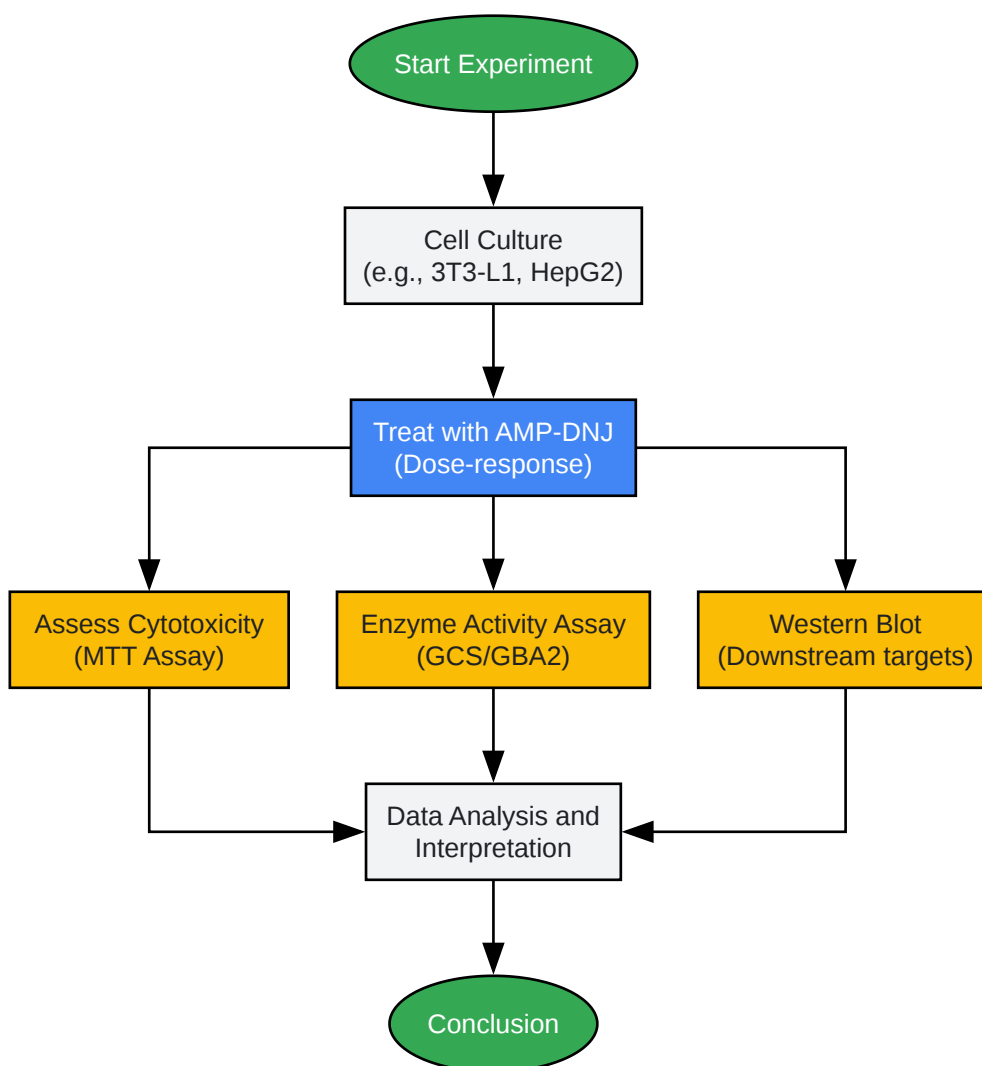 Start Experiment
Cell Culture
(e.g., 3T3-L1, HepG2)
Treat with AMP-DNJ
(Dose-response)
Assess Cytotoxicity
(MTT Assay)
Enzyme Activity Assay
(GCS/GBA2)
Western Blot
(Downstream targets)
Data Analysis and
Interpretation
Conclusion